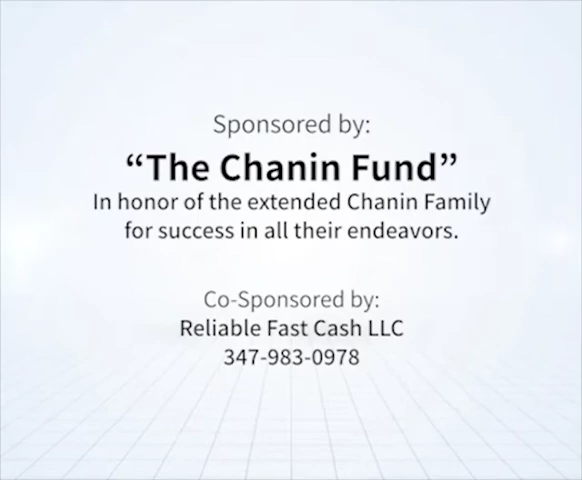 Sponsored by:
“The Chanin Fund”
In honor of the extended Chanin Family
for success in all their endeavors.
Co-Sponsored by:
Reliable Fast Cash LLC
347-983-0978